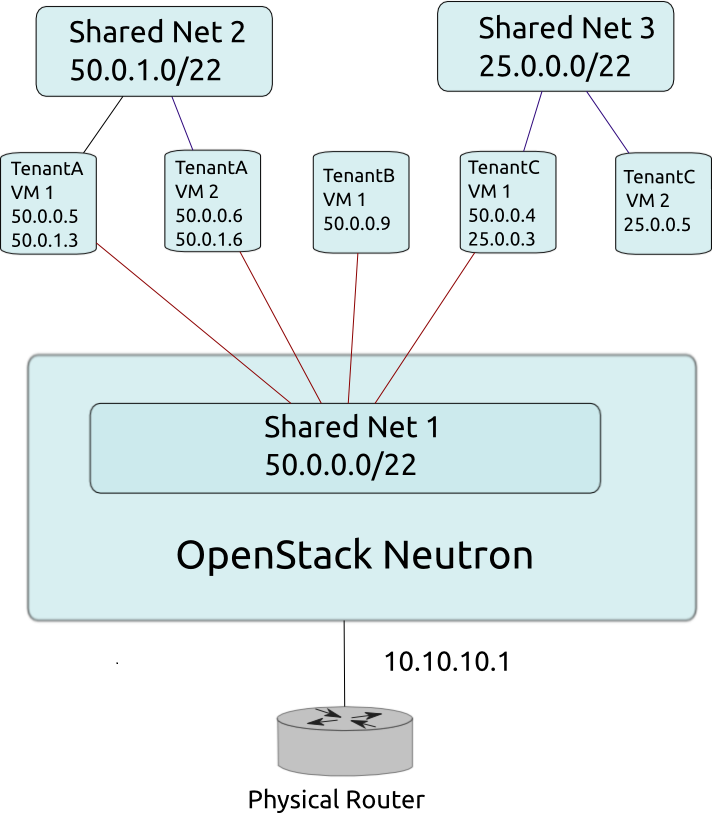 Shared Net 2
50.0.1.0/22
Shared Net 3
25.0.0.0/22
TenantA
VM 1
50.0.0.5
50.0.1.3
TenantA
VM 2
50.0.0.6
50.0.1.6
TenantB
VM 1
50.0.0.9
TenantC
VM 1
50.0.0.4
25.0.0.3
TenantC
VM 2
25.0.0.5
Shared Net 1
50.0.0.0/22
OpenStack Neutron
10.10.10.1
Physical Router